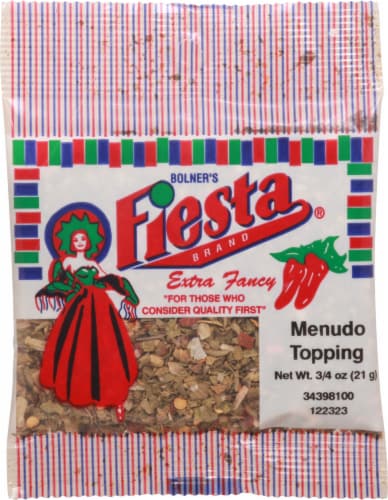 BOLNER'S
Fiesta®
BRAND
Extra Fancy
"FOR THOSE WHO
CONSIDER QUALITY FIRST"
Menudo
Topping
Net Wt. 3/4 oz (21 g)
34398100
122323